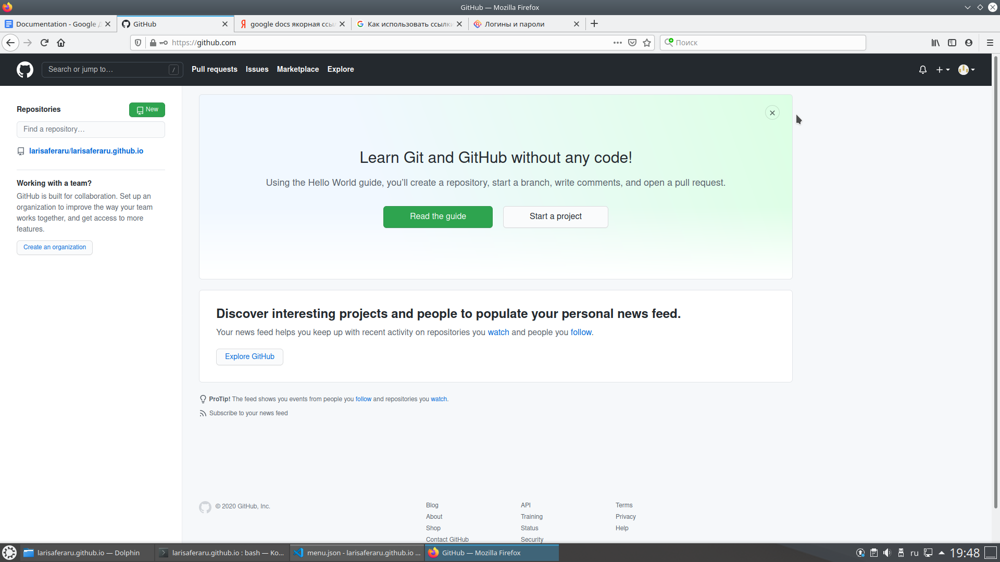 GitHub — Mozilla Firefox
Documentation - Google Д
GitHub
google docs якорная ссы
Как использовать ссылк
Логины и пароли
https://github.com
Поиск
Search or jump to…
/
Pull requests
Issues
Marketplace
Explore
Repositories
New
Find a repository…
larisaferaru/larisaferaru.github.io
Working with a team?
GitHub is built for collaboration. Set up an
organization to improve the way your team
works together, and get access to more
features.
Create an organization
Learn Git and GitHub without any code!
Using the Hello World guide, you’ll create a repository, start a branch, write comments, and open a pull request.
Read the guide
Start a project
Discover interesting projects and people to populate your personal news feed.
Your news feed helps you keep up with recent activity on repositories you watch and people you follow.
Explore GitHub
ProTip! The feed shows you events from people you follow and repositories you watch.
Subscribe to your news feed
© 2020 GitHub, Inc.
Blog
About
Shop
Contact GitHub
API
Training
Status
Security
Terms
Privacy
Help
larisaferaru.github.io — Dolphin
larisaferaru.github.io : bash — Ko...
menu.json - larisaferaru.github.io ...
GitHub — Mozilla Firefox
ru
19:48